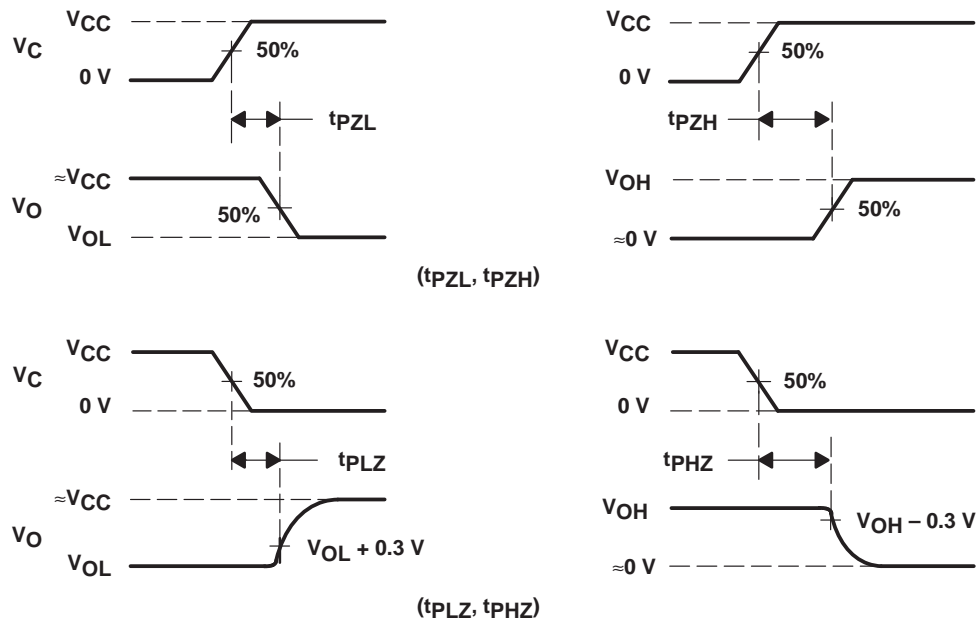 VCC VCC
VC 50% 50%
0 V 0 V
tPZL tPZH
≈VCC VOH
VO 50% 50%
VOL ≈0 V
(tPZL, tPZH)
VCC VCC
VC 50% 50%
0 V 0 V
tPLZ tPHZ
≈VCC VOH VOH – 0.3 V
VO VOL + 0.3 V
VOL ≈0 V
(tPLZ, tPHZ)